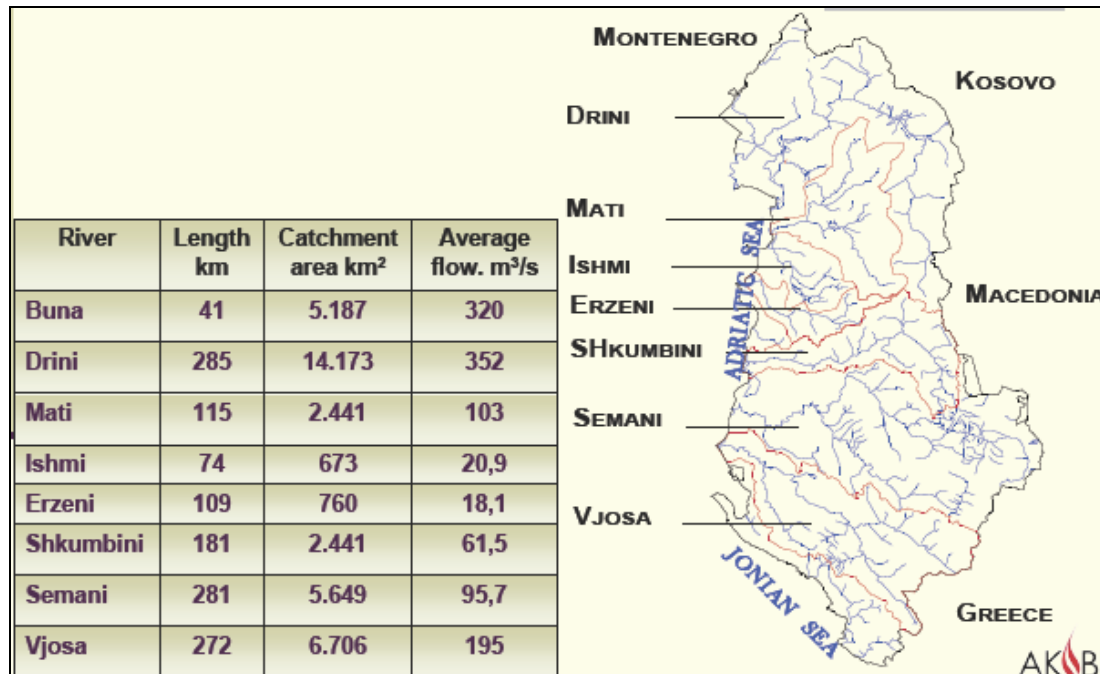 River Length km Catchment area km² Average flow. m³/s
Buna 41 5.187 320
Drini 285 14.173 352
Mati 115 2.441 103
Ishmi 74 673 20,9
Erzeni 109 760 18,1
Shkumbini 181 2.441 61,5
Semani 281 5.649 95,7
Vjosa 272 6.706 195
MONTENEGRO
KOSOVO
DRINI
MATI
ISHMI
ERZENI
SHKUMBINI
SEMANI
VJOSA
ADRIATIC SEA
MACEDONIA
JONIAN SEA
GREECE
AKBN